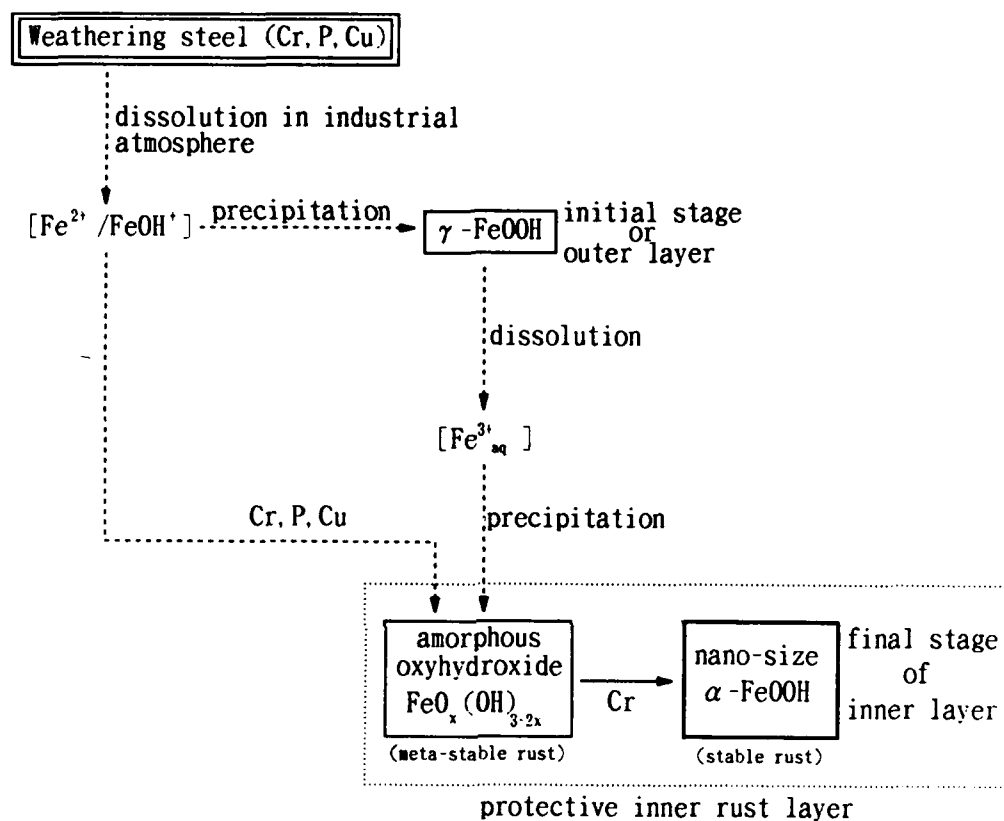 Weathering steel (Cr, P, Cu)
dissolution in industrial
atmosphere
[Fe²⁺ /FeOH⁺]
precipitation
γ-FeOOH
initial stage
or
outer layer
dissolution
[Fe³⁺aq ]
Cr, P, Cu
precipitation
amorphous
oxyhydroxide
FeOₓ(OH)₃₋₂ₓ
(meta-stable rust)
Cr
nano-size
α-FeOOH
(stable rust)
final stage
of
inner layer
protective inner rust layer